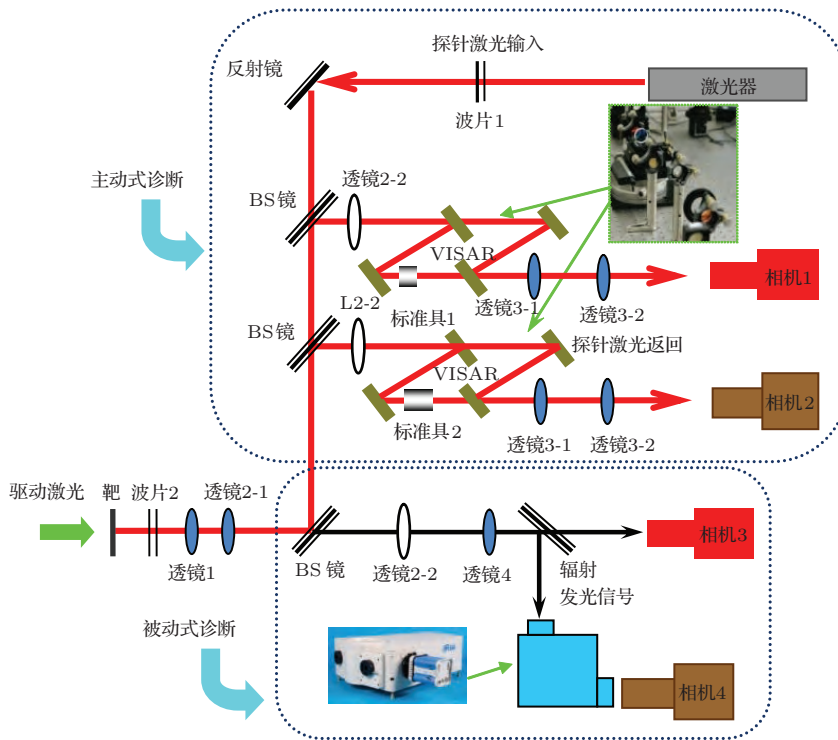 探针激光输入
反射镜
激光器
波片1
主动式诊断
透镜2-2
BS镜
VISAR
相机1
L2-2
标准具1
透镜3-1
透镜3-2
BS镜
探针激光返回
VISAR
相机2
标准具2
透镜3-1
透镜3-2
驱动激光
靶
波片2
透镜2-1
相机3
透镜1
BS 镜
透镜2-2
透镜4
辐射
发光信号
被动式诊断
相机4